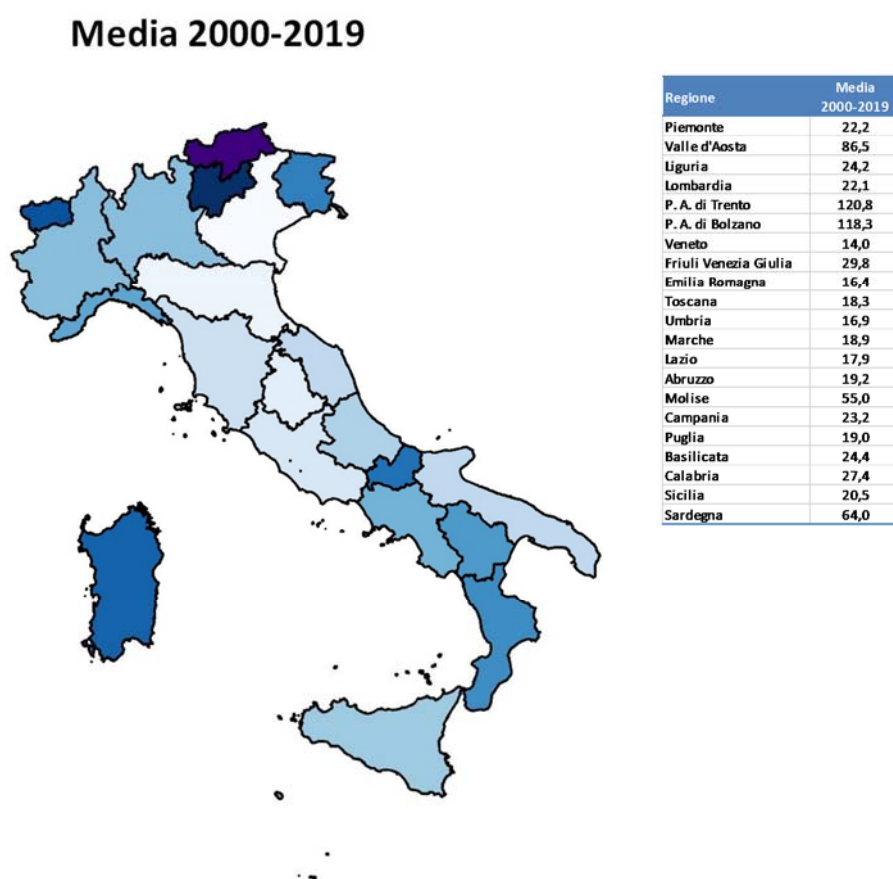 Media 2000-2019
Regione Media 2000-2019
Piemonte 22,2
Valle d'Aosta 86,5
Liguria 24,2
Lombardia 22,1
P. A. di Trento 120,8
P. A. di Bolzano 118,3
Veneto 14,0
Friuli Venezia Giulia 29,8
Emilia Romagna 16,4
Toscana 18,3
Umbria 16,9
Marche 18,9
Lazio 17,9
Abruzzo 19,2
Molise 55,0
Campania 23,2
Puglia 19,0
Basilicata 24,4
Calabria 27,4
Sicilia 20,5
Sardegna 64,0